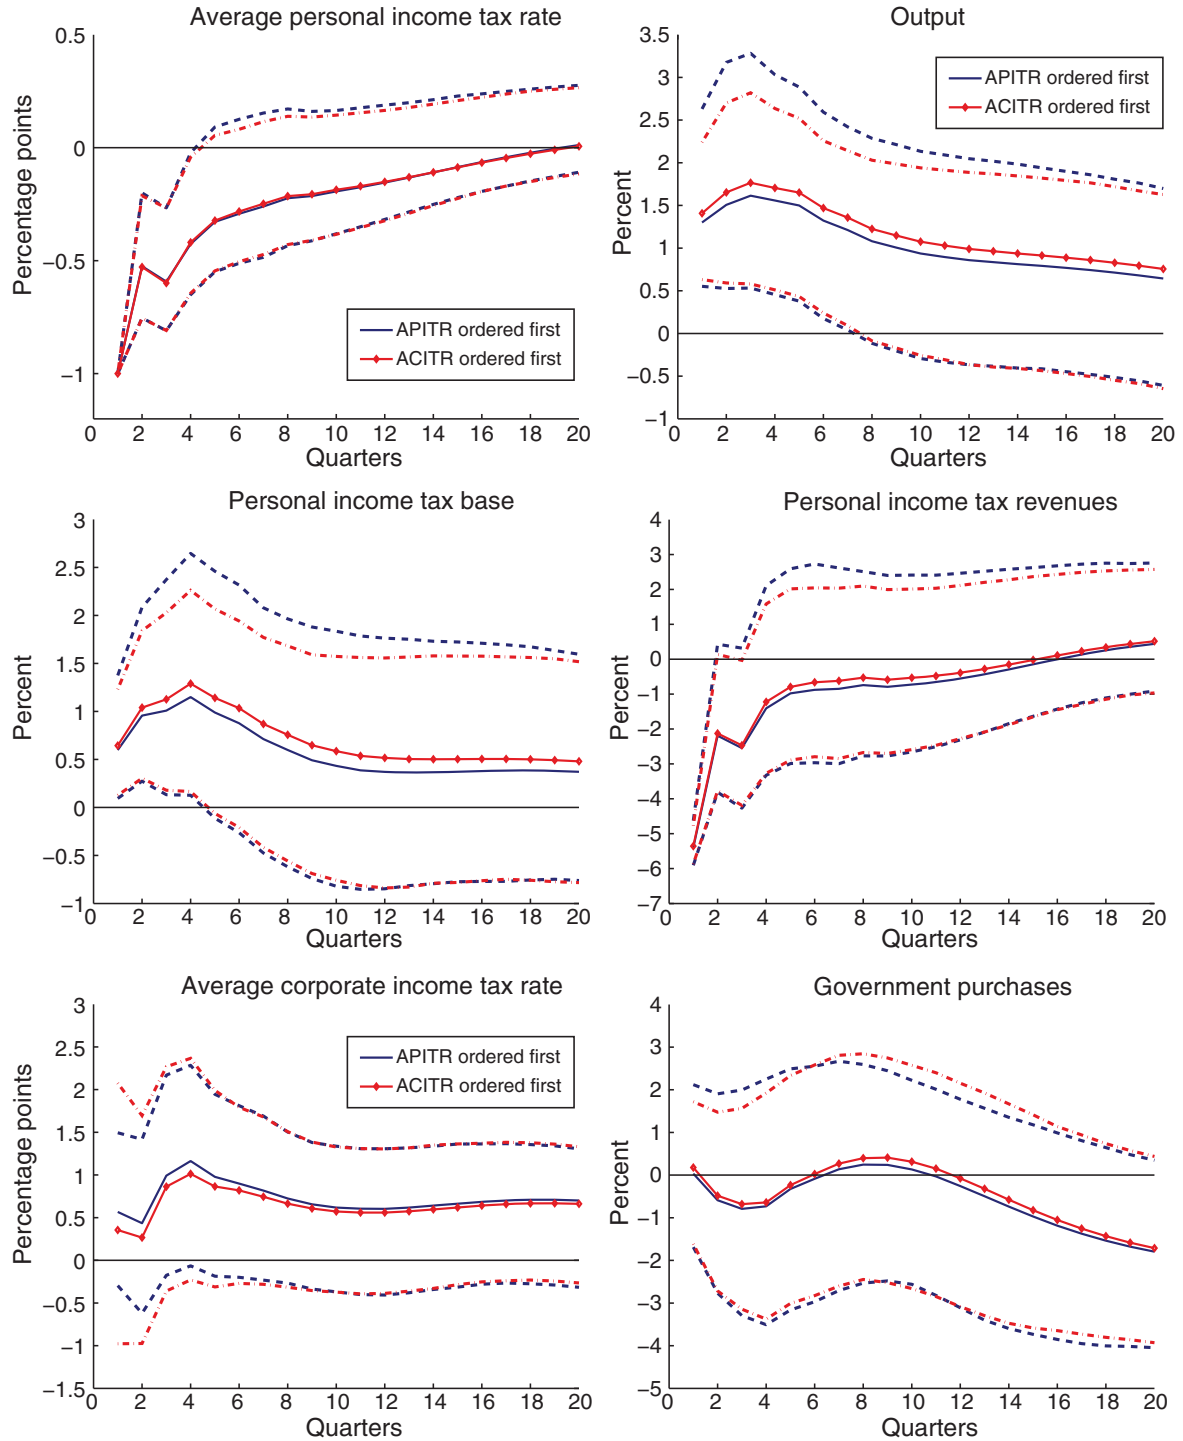 Average personal income tax rate
Percentage points
0.5
0
−0.5
−1
APITR ordered first
ACITR ordered first
0 2 4 6 8 10 12 14 16 18 20
Quarters
Output
Percent
3.5
3
2.5
2
1.5
1
0.5
0
−0.5
−1
APITR ordered first
ACITR ordered first
0 2 4 6 8 10 12 14 16 18 20
Quarters
Personal income tax base
Percent
3
2.5
2
1.5
1
0.5
0
−0.5
−1
0 2 4 6 8 10 12 14 16 18 20
Quarters
Personal income tax revenues
Percent
4
3
2
1
0
−1
−2
−3
−4
−5
−6
−7
0 2 4 6 8 10 12 14 16 18 20
Quarters
Average corporate income tax rate
Percentage points
3
2.5
2
1.5
1
0.5
0
−0.5
−1
−1.5
APITR ordered first
ACITR ordered first
0 2 4 6 8 10 12 14 16 18 20
Quarters
Government purchases
Percent
4
3
2
1
0
−1
−2
−3
−4
−5
0 2 4 6 8 10 12 14 16 18 20
Quarters